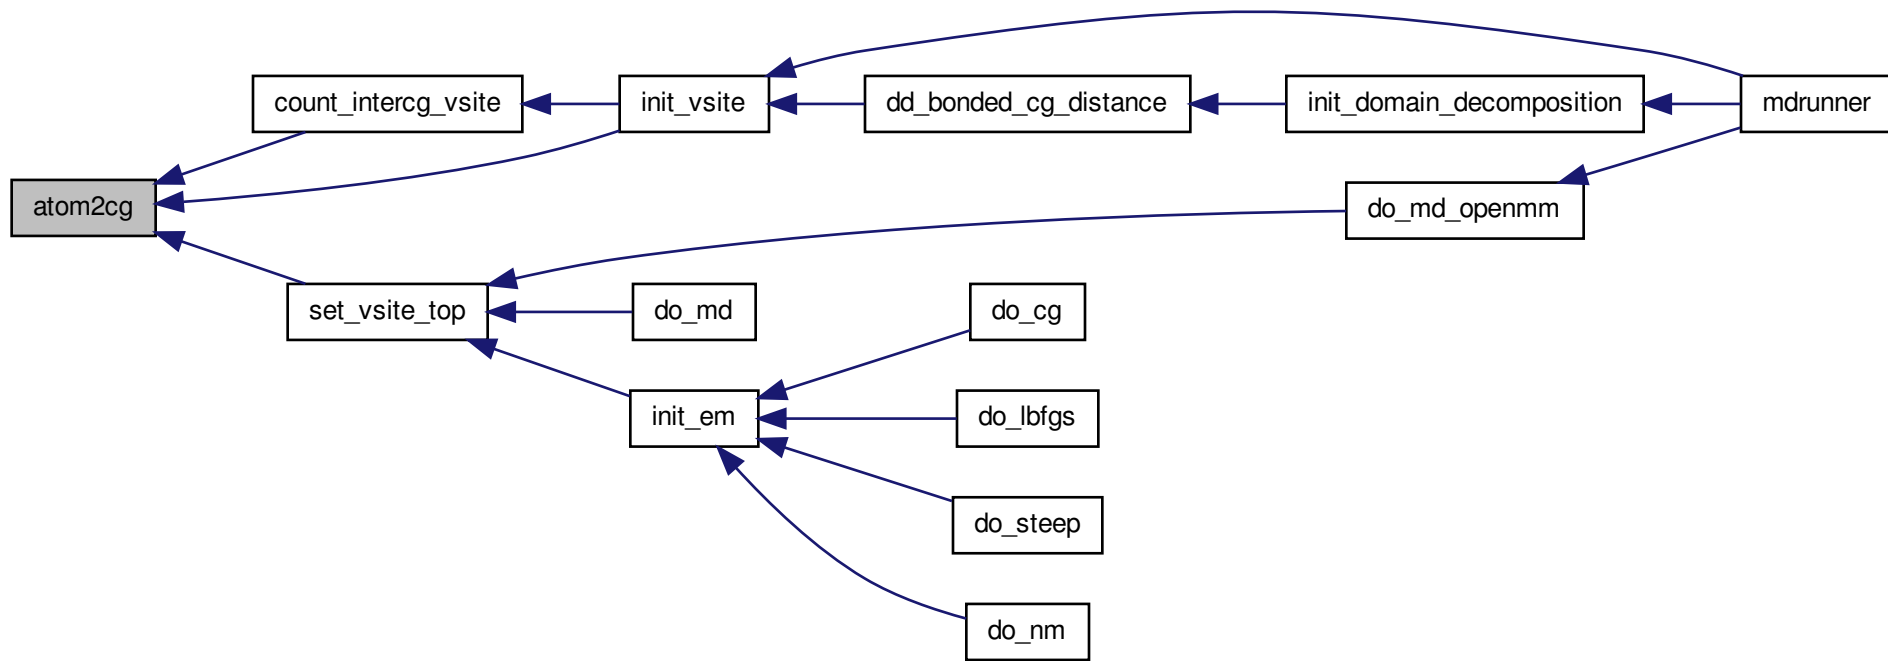 count_intercg_vsite
init_vsite
dd_bonded_cg_distance
init_domain_decomposition
mdrunner
atom2cg
do_md_openmm
set_vsite_top
do_md
do_cg
init_em
do_lbfgs
do_steep
do_nm